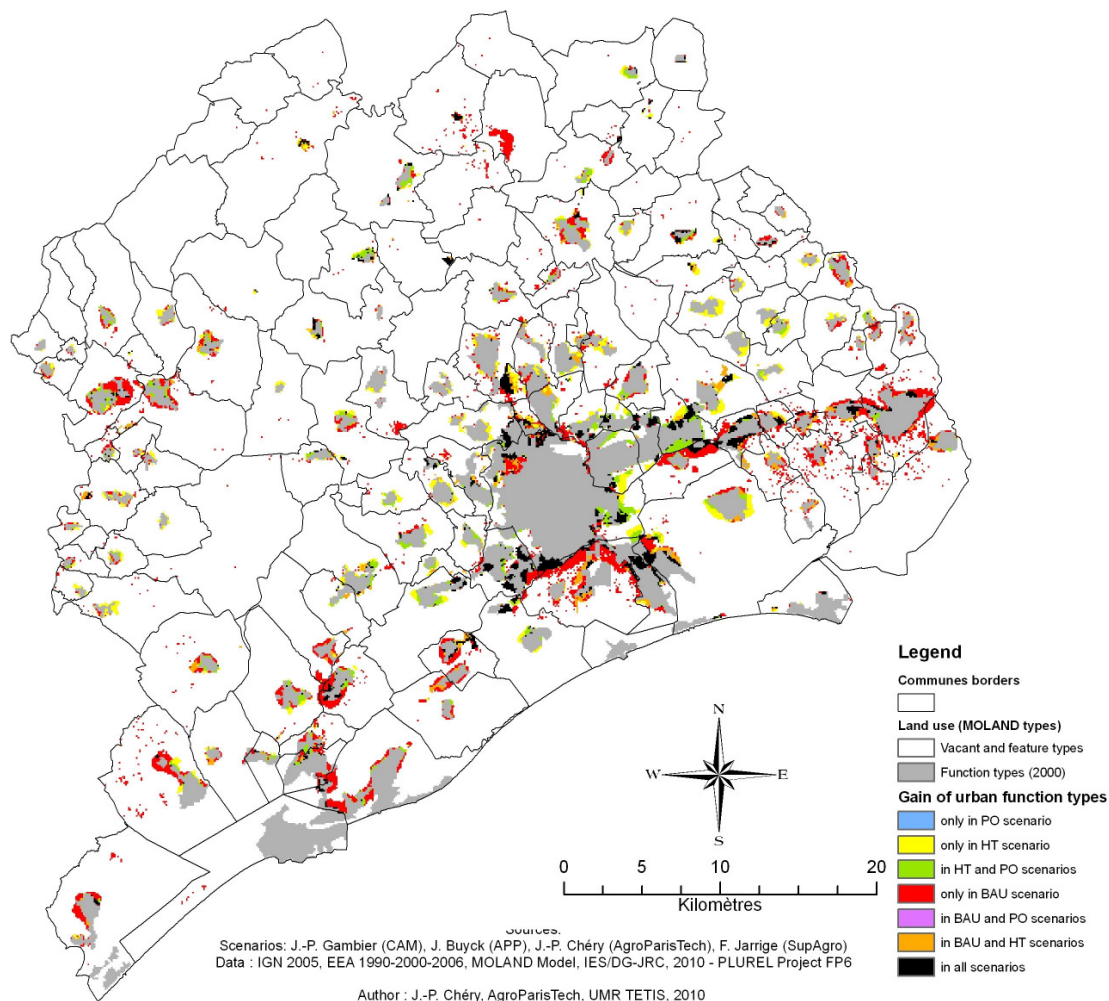 Legend
Communes borders
Land use (MOLAND types)
Vacant and feature types
Function types (2000)
Gain of urban function types
only in PO scenario
only in HT scenario
in HT and PO scenarios
only in BAU scenario
in BAU and PO scenarios
in BAU and HT scenarios
in all scenarios
N
W E
S
0 5 10 20
Kilomètres
Sources:
Scenarios: J.-P. Gambier (CAM), J. Buyck (APP), J.-P. Chéry (AgroParisTech), F. Jarrige (SupAgro)
Data : IGN 2005, EEA 1990-2000-2006, MOLAND Model, IES/DG-JRC, 2010 - PLUREL Project FP6
Author : J.-P. Chéry, AgroParisTech, UMR TETIS, 2010